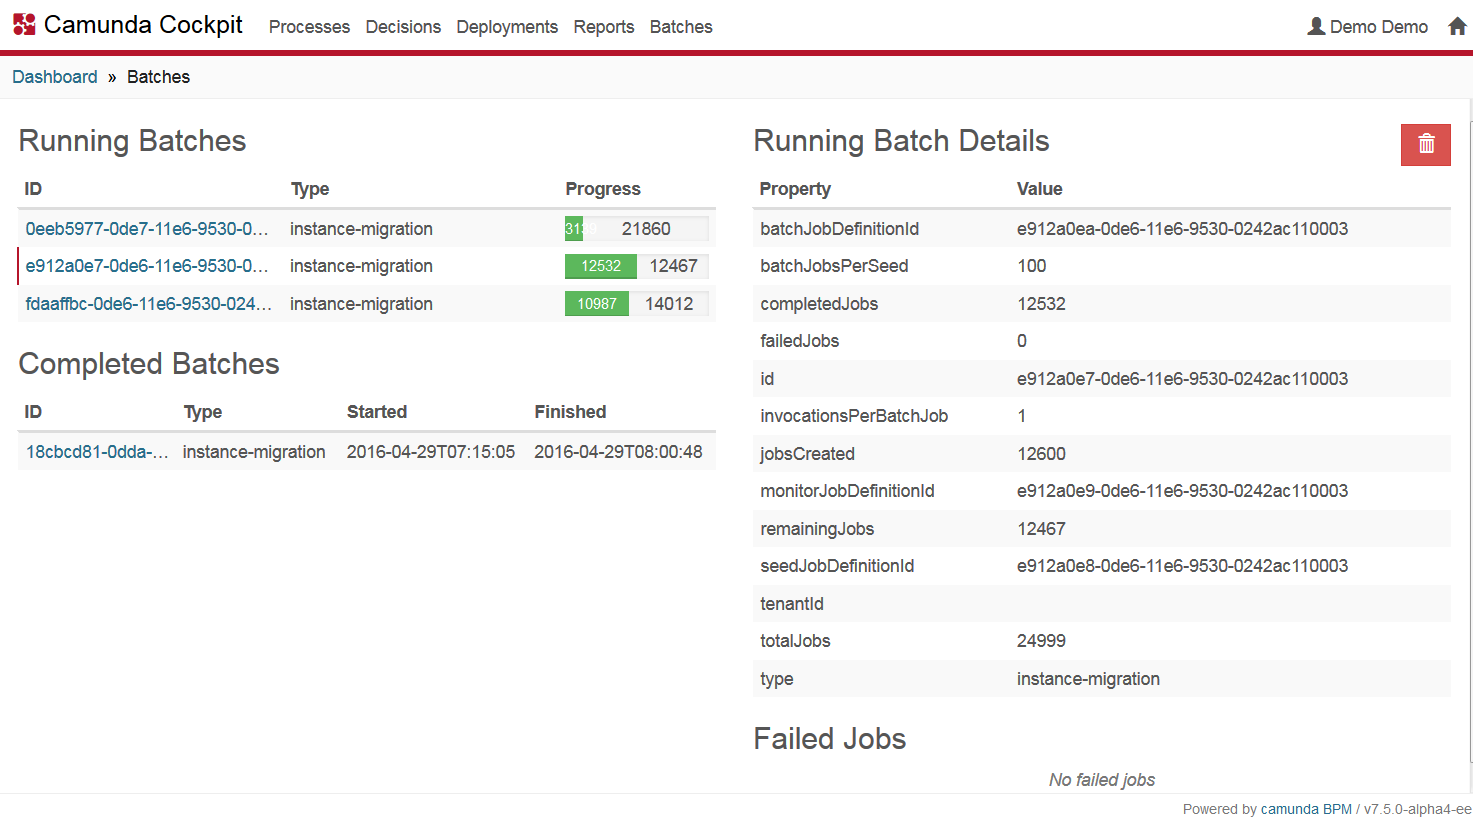 Camunda Cockpit Processes Decisions Deployments Reports Batches Demo Demo
Dashboard » Batches
Running Batches
ID Type Progress
0eeb5977-0de7-11e6-9530-0... instance-migration 3139 21860
e912a0e7-0de6-11e6-9530-0... instance-migration 12532 12467
fdaaffbc-0de6-11e6-9530-024... instance-migration 10987 14012
Completed Batches
ID Type Started Finished
18cbcd81-0dda-... instance-migration 2016-04-29T07:15:05 2016-04-29T08:00:48
Running Batch Details
Property Value
batchJobDefinitionId e912a0ea-0de6-11e6-9530-0242ac110003
batchJobsPerSeed 100
completedJobs 12532
failedJobs 0
id e912a0e7-0de6-11e6-9530-0242ac110003
invocationsPerBatchJob 1
jobsCreated 12600
monitorJobDefinitionId e912a0e9-0de6-11e6-9530-0242ac110003
remainingJobs 12467
seedJobDefinitionId e912a0e8-0de6-11e6-9530-0242ac110003
tenantId
totalJobs 24999
type instance-migration
Failed Jobs
No failed jobs
Powered by camunda BPM / v7.5.0-alpha4-ee